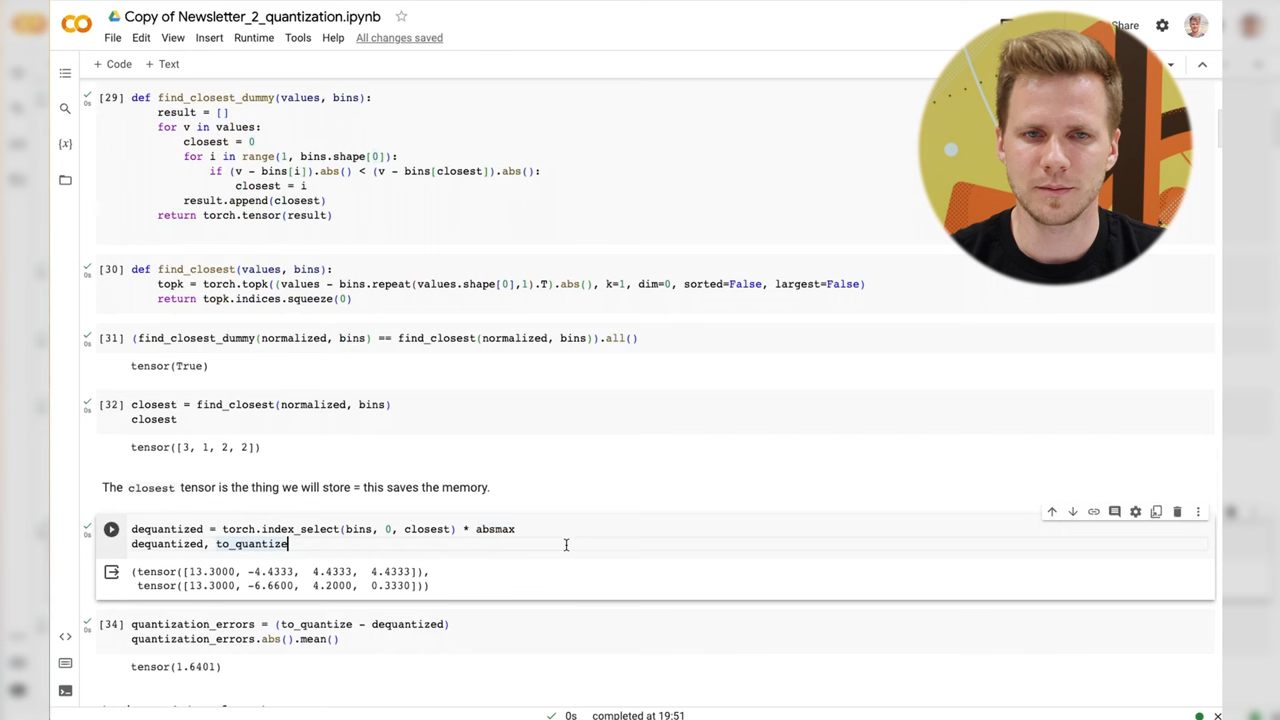 Copy of Newsletter_2_quantization.ipynb
File Edit View Insert Runtime Tools Help All changes saved
Share
+ Code + Text
[29] def find_closest_dummy(values, bins):
result = []
for v in values:
closest = 0
for i in range(1, bins.shape[0]):
if (v - bins[i]).abs() < (v - bins[closest]).abs():
closest = i
result.append(closest)
return torch.tensor(result)
0s
[30] def find_closest(values, bins):
topk = torch.topk((values - bins.repeat(values.shape[0],1).T).abs(), k=1, dim=0, sorted=False, largest=False)
return topk.indices.squeeze(0)
0s
[31] (find_closest_dummy(normalized, bins) == find_closest(normalized, bins)).all()
0s
tensor(True)
[32] closest = find_closest(normalized, bins)
closest
0s
tensor([3, 1, 2, 2])
The closest tensor is the thing we will store = this saves the memory.
dequantized = torch.index_select(bins, 0, closest) * absmax
dequantized, to_quantize
0s
(tensor([13.3000, -4.4333, 4.4333, 4.4333]),
tensor([13.3000, -6.6600, 4.2000, 0.3330]))
[34] quantization_errors = (to_quantize - dequantized)
quantization_errors.abs().mean()
0s
tensor(1.6401)
0s completed at 19:51